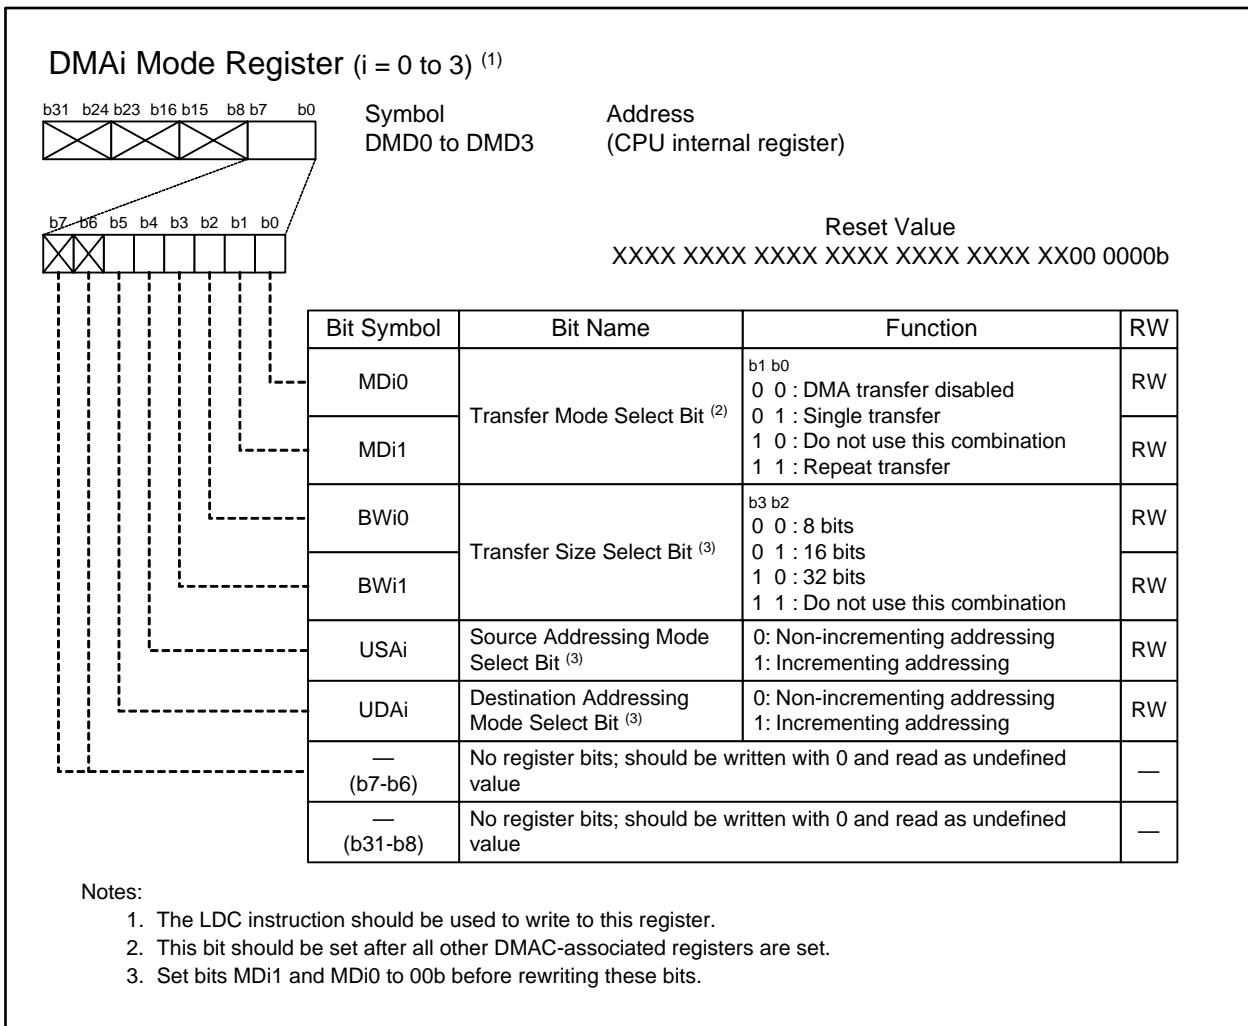 DMAi Mode Register (i = 0 to 3) (1)
b31 b24 b23 b16 b15 b8 b7 b0
Symbol Address
DMD0 to DMD3 (CPU internal register)
b7 b6 b5 b4 b3 b2 b1 b0
Reset Value
XXXX XXXX XXXX XXXX XXXX XXXX XX00 0000b
Bit Symbol Bit Name Function RW
MDi0 RW
MDi1 RW
Transfer Mode Select Bit (2)
b1 b0
0 0 : DMA transfer disabled
0 1 : Single transfer
1 0 : Do not use this combination
1 1 : Repeat transfer
BWi0 RW
BWi1 RW
Transfer Size Select Bit (3)
b3 b2
0 0 : 8 bits
0 1 : 16 bits
1 0 : 32 bits
1 1 : Do not use this combination
USAi
Source Addressing Mode
Select Bit (3)
0: Non-incrementing addressing
1: Incrementing addressing
RW
UDAi
Destination Addressing
Mode Select Bit (3)
0: Non-incrementing addressing
1: Incrementing addressing
RW
—
(b7-b6)
No register bits; should be written with 0 and read as undefined
value
—
—
(b31-b8)
No register bits; should be written with 0 and read as undefined
value
—
Notes:
1. The LDC instruction should be used to write to this register.
2. This bit should be set after all other DMAC-associated registers are set.
3. Set bits MDi1 and MDi0 to 00b before rewriting these bits.